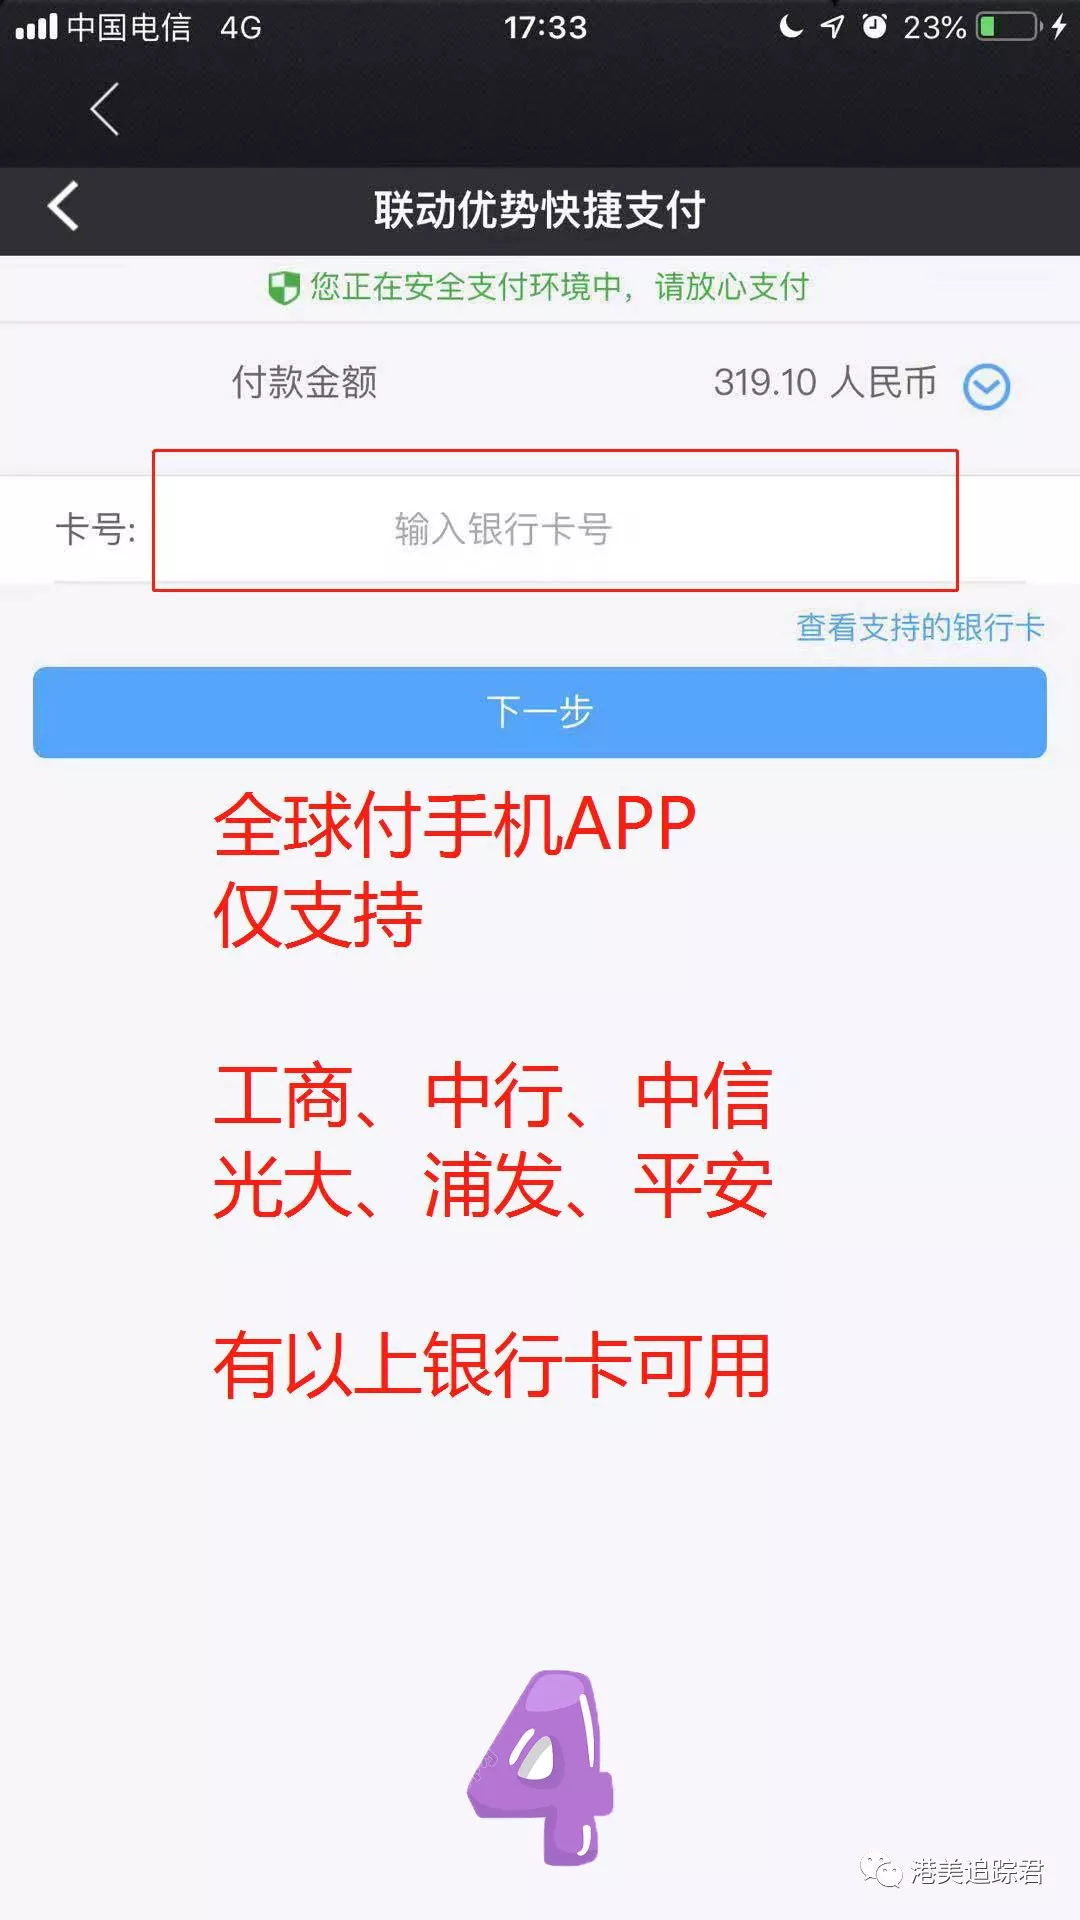 中国电信 4G 17:33 23%
联动优势快捷支付
您正在安全支付环境中，请放心支付
付款金额 319.10 人民币
卡号: 输入银行卡号
查看支持的银行卡
下一步
全球付手机APP
仅支持
工商、中行、中信
光大、浦发、平安
有以上银行卡可用
4
港美追踪君